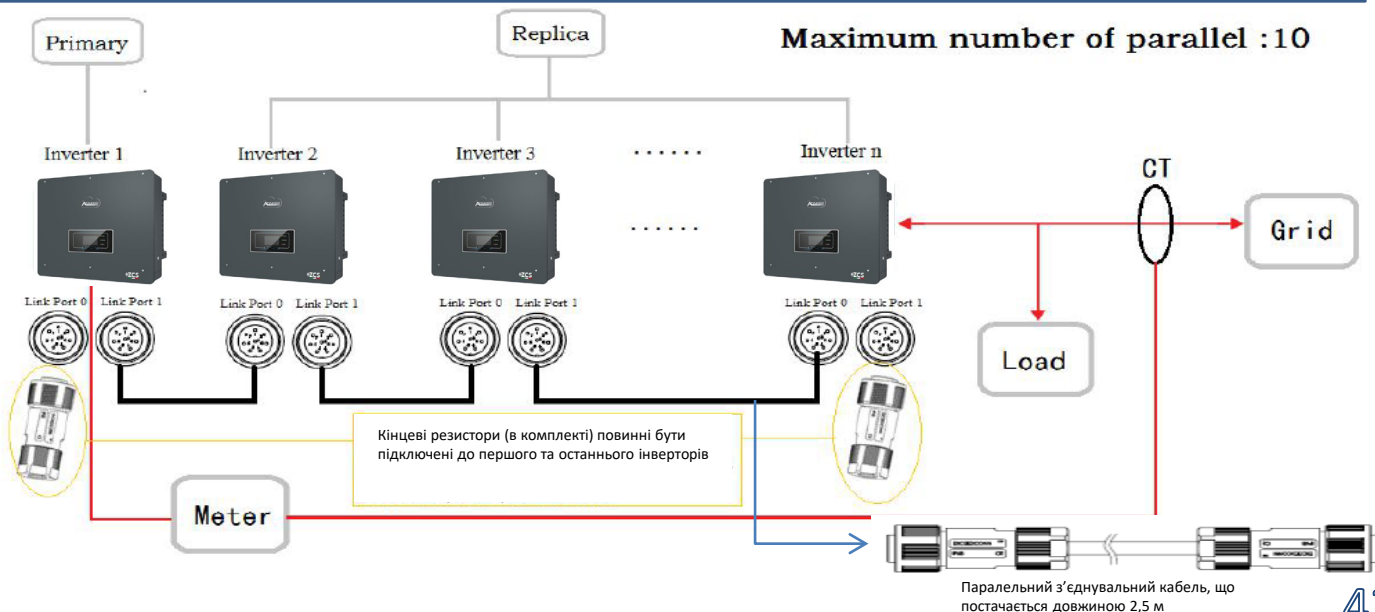 Primary
Replica
Maximum number of parallel :10
Inverter 1
Inverter 2
Inverter 3
......
Inverter n
......
CT
Grid
Load
Link Port 0
Link Port 1
Link Port 0
Link Port 1
Link Port 0
Link Port 1
Link Port 0
Link Port 1
Кінцеві резистори (в комплекті) повинні бути
підключені до першого та останнього інверторів
Meter
Паралельний з’єднувальний кабель, що
постачається довжиною 2,5 м